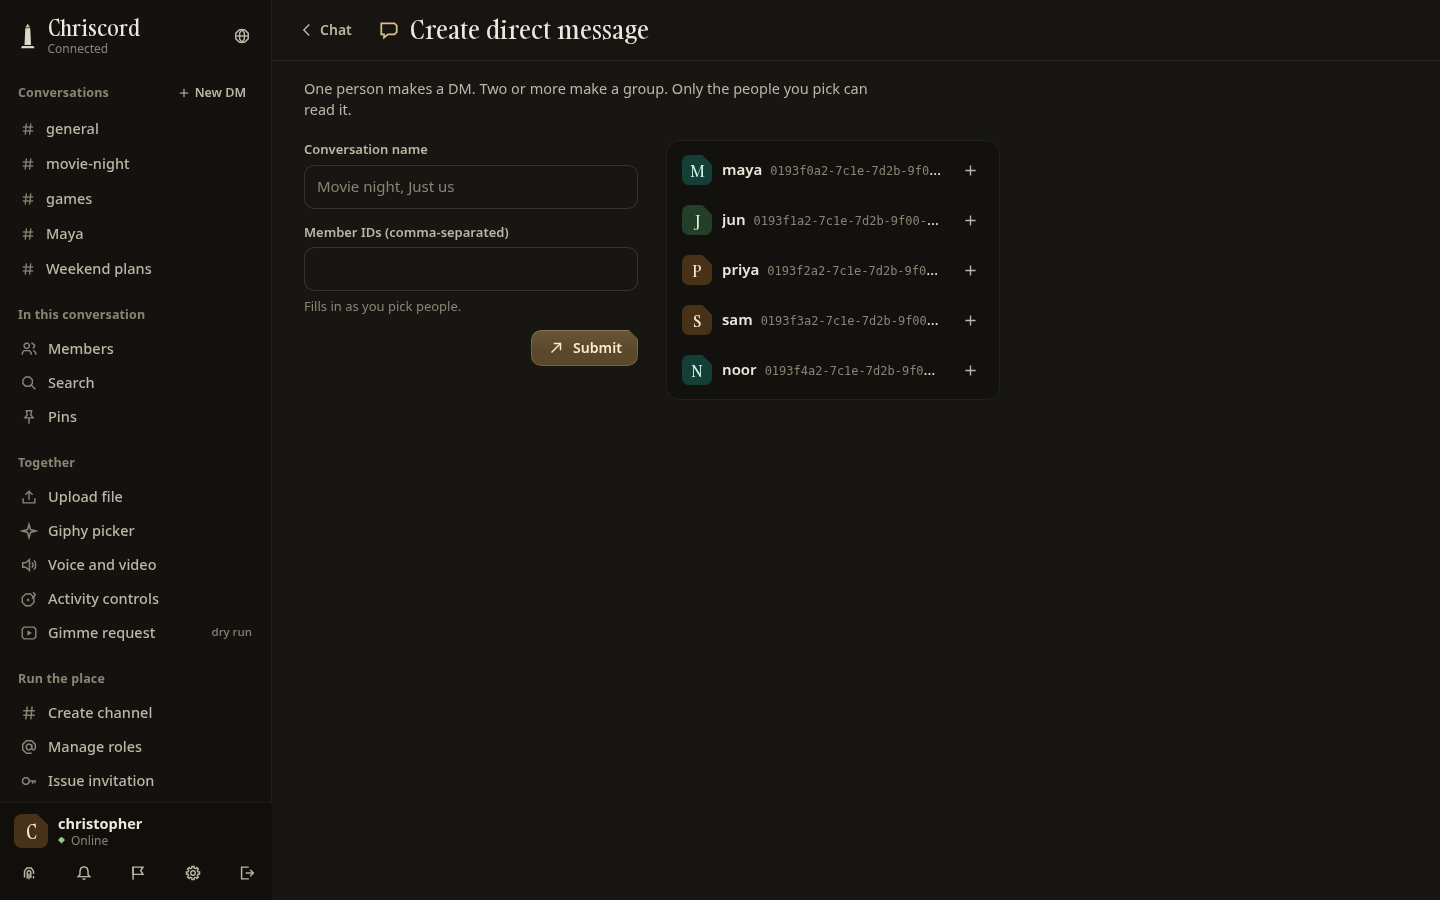 Chriscord
Connected
Conversations
+ New DM
# general
# movie-night
# games
# Maya
# Weekend plans
In this conversation
Members
Search
Pins
Together
Upload file
Giphy picker
Voice and video
Activity controls
Gimme request dry run
Run the place
# Create channel
Manage roles
Issue invitation
C christopher
Online
Chat
Create direct message
One person makes a DM. Two or more make a group. Only the people you pick can
read it.
Conversation name
Movie night, Just us
Member IDs (comma-separated)
Fills in as you pick people.
Submit
M maya 0193f0a2-7c1e-7d2b-9f0... +
J jun 0193f1a2-7c1e-7d2b-9f00-... +
P priya 0193f2a2-7c1e-7d2b-9f0... +
S sam 0193f3a2-7c1e-7d2b-9f00... +
N noor 0193f4a2-7c1e-7d2b-9f0... +